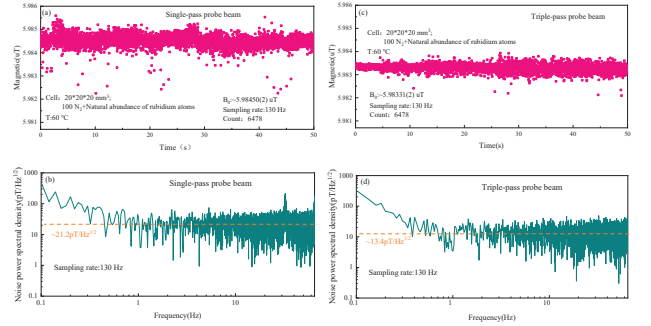 (a)
Single-pass probe beam
5.986
5.985
5.984
5.983
5.982
5.981
Magnetic(uT)
Cell: 20*20*20 mm³;
100 N₂+Natural abundance of rubidium atoms
T:60 ℃
B₀:~5.98450(2) uT
Sampling rate:130 Hz
Count: 6478
0
10
20
30
40
50
Time (s)
(c)
Triple-pass probe beam
5.986
5.985
5.984
5.983
5.982
5.981
Magnetic(uT)
Cell: 20*20*20 mm³;
100 N₂+Natural abundance of rubidium atoms
T:60 ℃
B₀:~5.98331(2) uT
Sampling rate:130 Hz
Count: 6478
0
10
20
30
40
50
Time(s)
(b)
Single-pass probe beam
1000
100
10
1
0.1
Noise power spectral density(pT/Hz¹/²)
~21.2pT/Hz¹/²
Sampling rate:130 Hz
0.1
1
10
Frequency(Hz)
(d)
Triple-pass probe beam
1000
100
10
1
0.1
Noise power spectral density(pT/Hz¹/²)
~13.4pT/Hz¹/²
Sampling rate:130 Hz
0.1
1
10
Frequency(Hz)